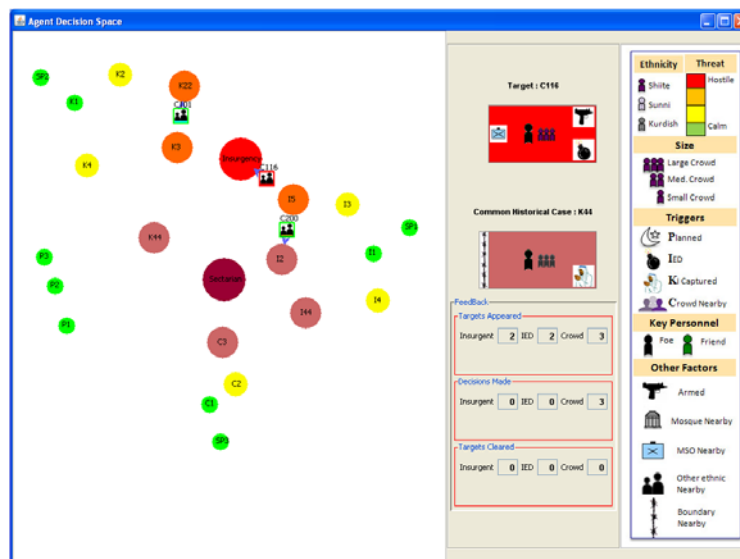 Agent Decision Space
SP2
K2
K1
K22
C201
K3
K4
Insurgency
C116
I5
I3
C200
SP1
K44
I2
I1
P3
Sectarian
P2
I4
I44
P1
C3
C2
C1
SP3
Target : C116
Common Historical Case : K44
FeedBack
Targets Appeared
Insurgent 2 IED 2 Crowd 3
Decisions Made
Insurgent 0 IED 0 Crowd 3
Targets Cleared
Insurgent 0 IED 0 Crowd 0
Ethnicity Threat
Shiite Hostile
Sunni
Kurdish Calm
Size
Large Crowd
Med. Crowd
Small Crowd
Triggers
Planned
IED
Ki Captured
Crowd Nearby
Key Personnel
Foe Friend
Other Factors
Armed
Mosque Nearby
MSO Nearby
Other ethnic
Nearby
Boundary
Nearby